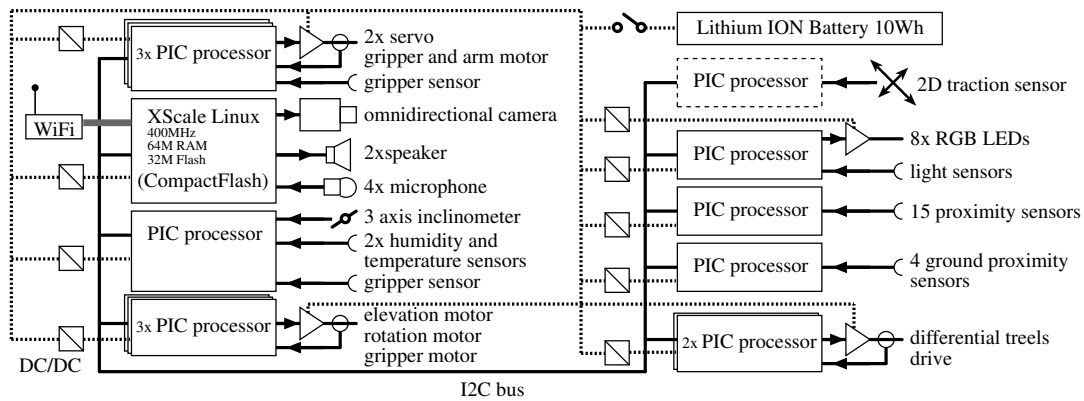 3x PIC processor
2x servo
gripper and arm motor
gripper sensor
WiFi
XScale Linux
400MHz
64M RAM
32M Flash
(CompactFlash)
omnidirectional camera
2xspeaker
4x microphone
PIC processor
3 axis inclinometer
2x humidity and
temperature sensors
gripper sensor
3x PIC processor
elevation motor
rotation motor
gripper motor
DC/DC
I2C bus
Lithium ION Battery 10Wh
PIC processor
2D traction sensor
PIC processor
8x RGB LEDs
light sensors
PIC processor
15 proximity sensors
PIC processor
4 ground proximity
sensors
2x PIC processor
differential treels
drive